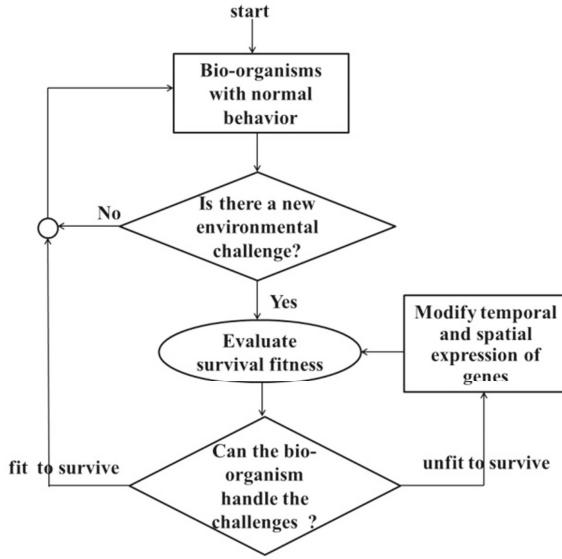 start
Bio-organisms
with normal
behavior
Is there a new
environmental
challenge?
No
Yes
Evaluate
survival fitness
Modify temporal
and spatial
expression of
genes
Can the bio-
organism
handle the
challenges ?
fit to survive
unfit to survive